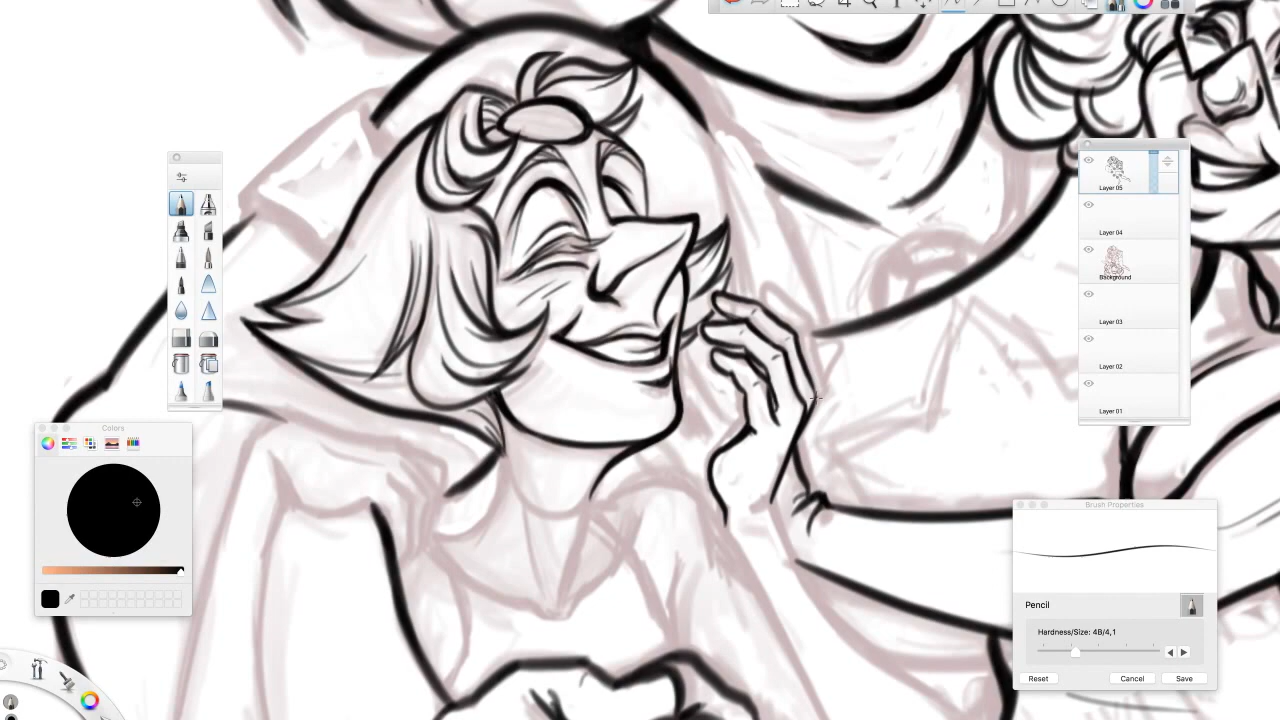 Layer 05
Layer 04
Background
Layer 03
Layer 02
Layer 01
Colors
Brush Properties
Pencil
Hardness/Size: 4B/4,1
Reset
Cancel
Save